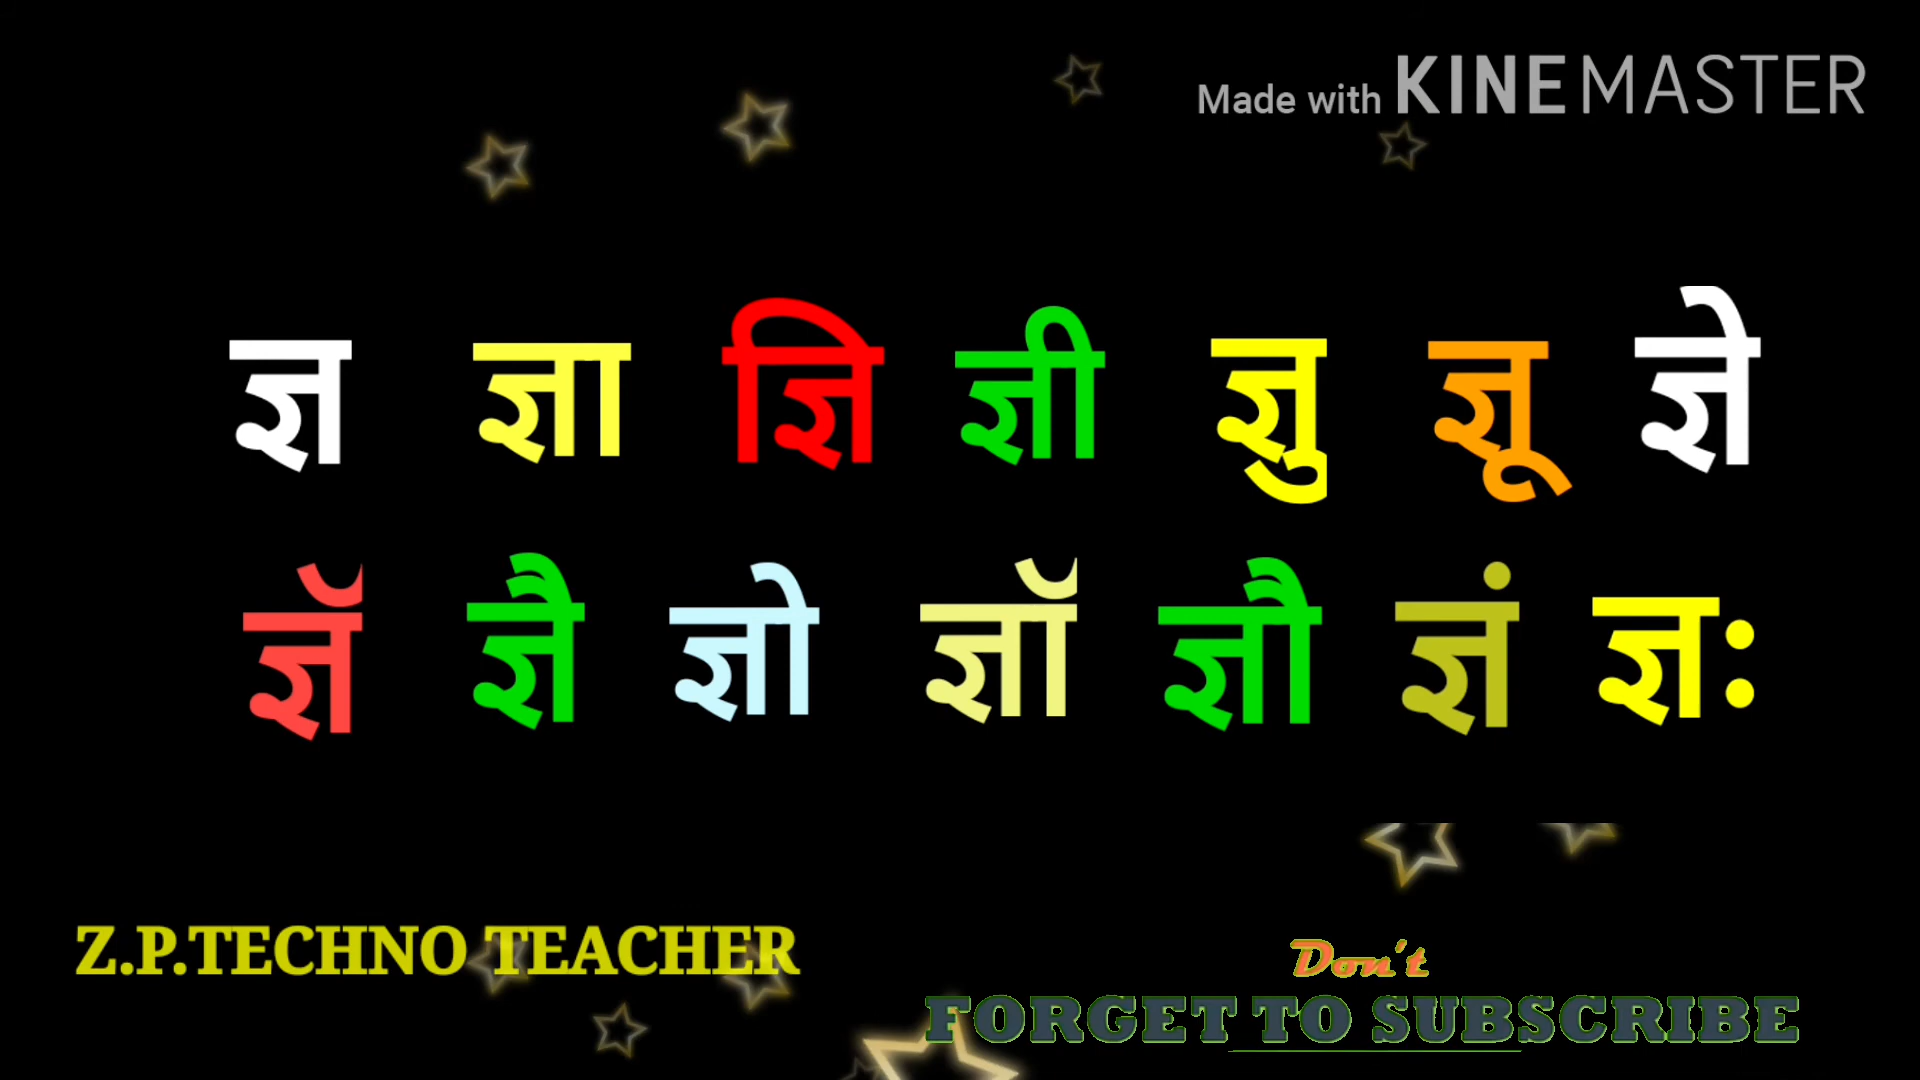 Made with KINEMASTER
ज्ञ ज्ञा ज्ञि ज्ञी ज्ञु ज्ञू ज्ञे
ज्ञॅ ज्ञै ज्ञो ज्ञॉ ज्ञौ ज्ञं ज्ञः
Z.P.TECHNO TEACHER
Don't
FORGET TO SUBSCRIBE